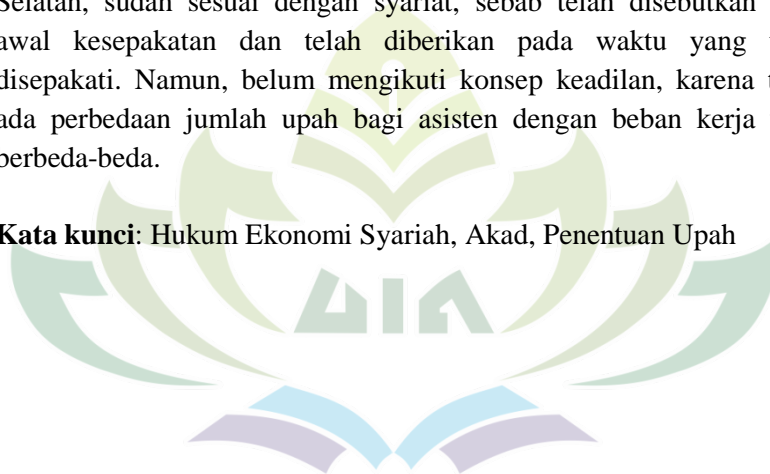 Selatan, sudah sesuai dengan syariat, sebab telah disebutkan
awal kesepakatan dan telah diberikan pada waktu yang
disepakati. Namun, belum mengikuti konsep keadilan, karena
ada perbedaan jumlah upah bagi asisten dengan beban kerja
berbeda-beda.
Kata kunci: Hukum Ekonomi Syariah, Akad, Penentuan Upah